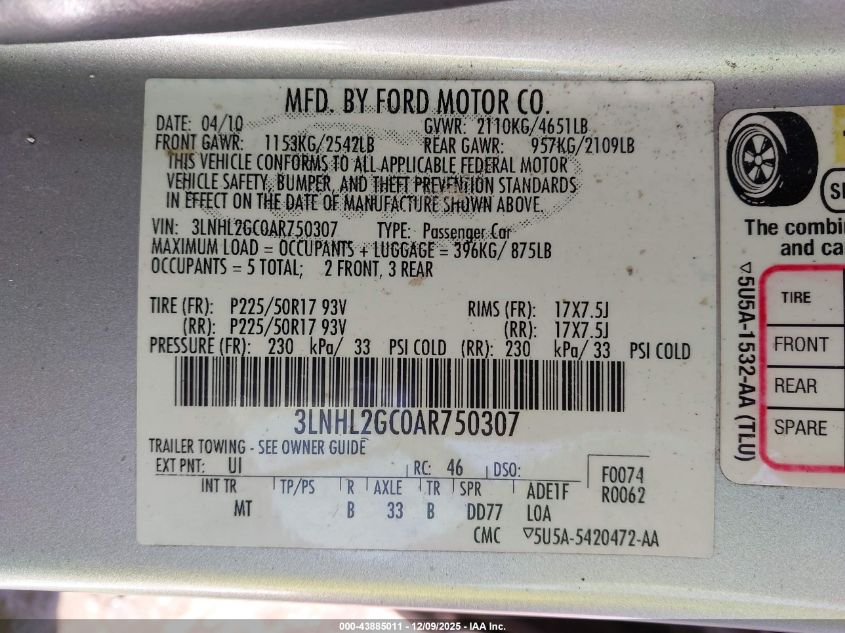 MFD. BY FORD MOTOR CO.
DATE: 04/10 GVWR: 2110KG/4651LB
FRONT GAWR: 1153KG/2542LB REAR GAWR: 957KG/2109LB
THIS VEHICLE CONFORMS TO ALL APPLICABLE FEDERAL MOTOR
VEHICLE SAFETY, BUMPER, AND THEFT PREVENTION STANDARDS
IN EFFECT ON THE DATE OF MANUFACTURE SHOWN ABOVE.
VIN: 3LNHL2GC0AR750307 TYPE: Passenger Car
MAXIMUM LOAD = OCCUPANTS + LUGGAGE = 396KG/ 875LB
OCCUPANTS = 5 TOTAL; 2 FRONT, 3 REAR
TIRE (FR): P225/50R17 93V RIMS (FR): 17X7.5J
(RR): P225/50R17 93V (RR): 17X7.5J
PRESSURE (FR): 230 kPa/ 33 PSI COLD (RR): 230 kPa/ 33 PSI COLD
3LNHL2GC0AR750307
TRAILER TOWING - SEE OWNER GUIDE
EXT PNT: UI RC: 46 DSO:
F0074
R0062
INT TR TP/PS R AXLE TR SPR ADE1F
MT B 33 B DD77 LOA
CMC ▽5U5A-5420472-AA
The combin
and ca
▽5U5A-1532-AA (TLU)
TIRE
FRONT
REAR
SPARE
000-43885011 - 12/09/2025 - IAA Inc.